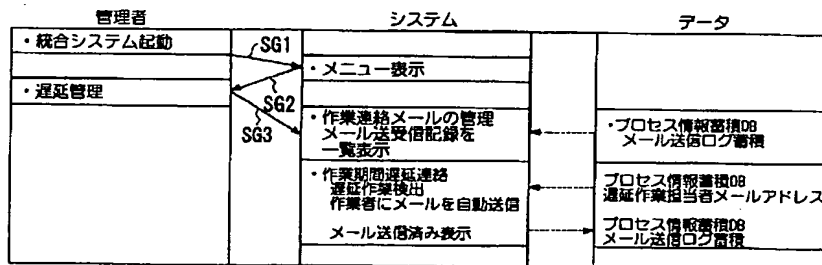 管理者
システム
データ
・統合システム起動
SG1
・メニュー表示
・遅延管理
SG2
SG3
・作業連絡メールの管理
メール送受信記録を
一覧表示
・プロセス情報蓄積DB
メール送信ログ蓄積
・作業期間遅延連絡
遅延作業検出
作業者にメールを自動送信
プロセス情報蓄積DB
遅延作業担当者メールアドレス
メール送信済み表示
プロセス情報蓄積DB
メール送信ログ蓄積